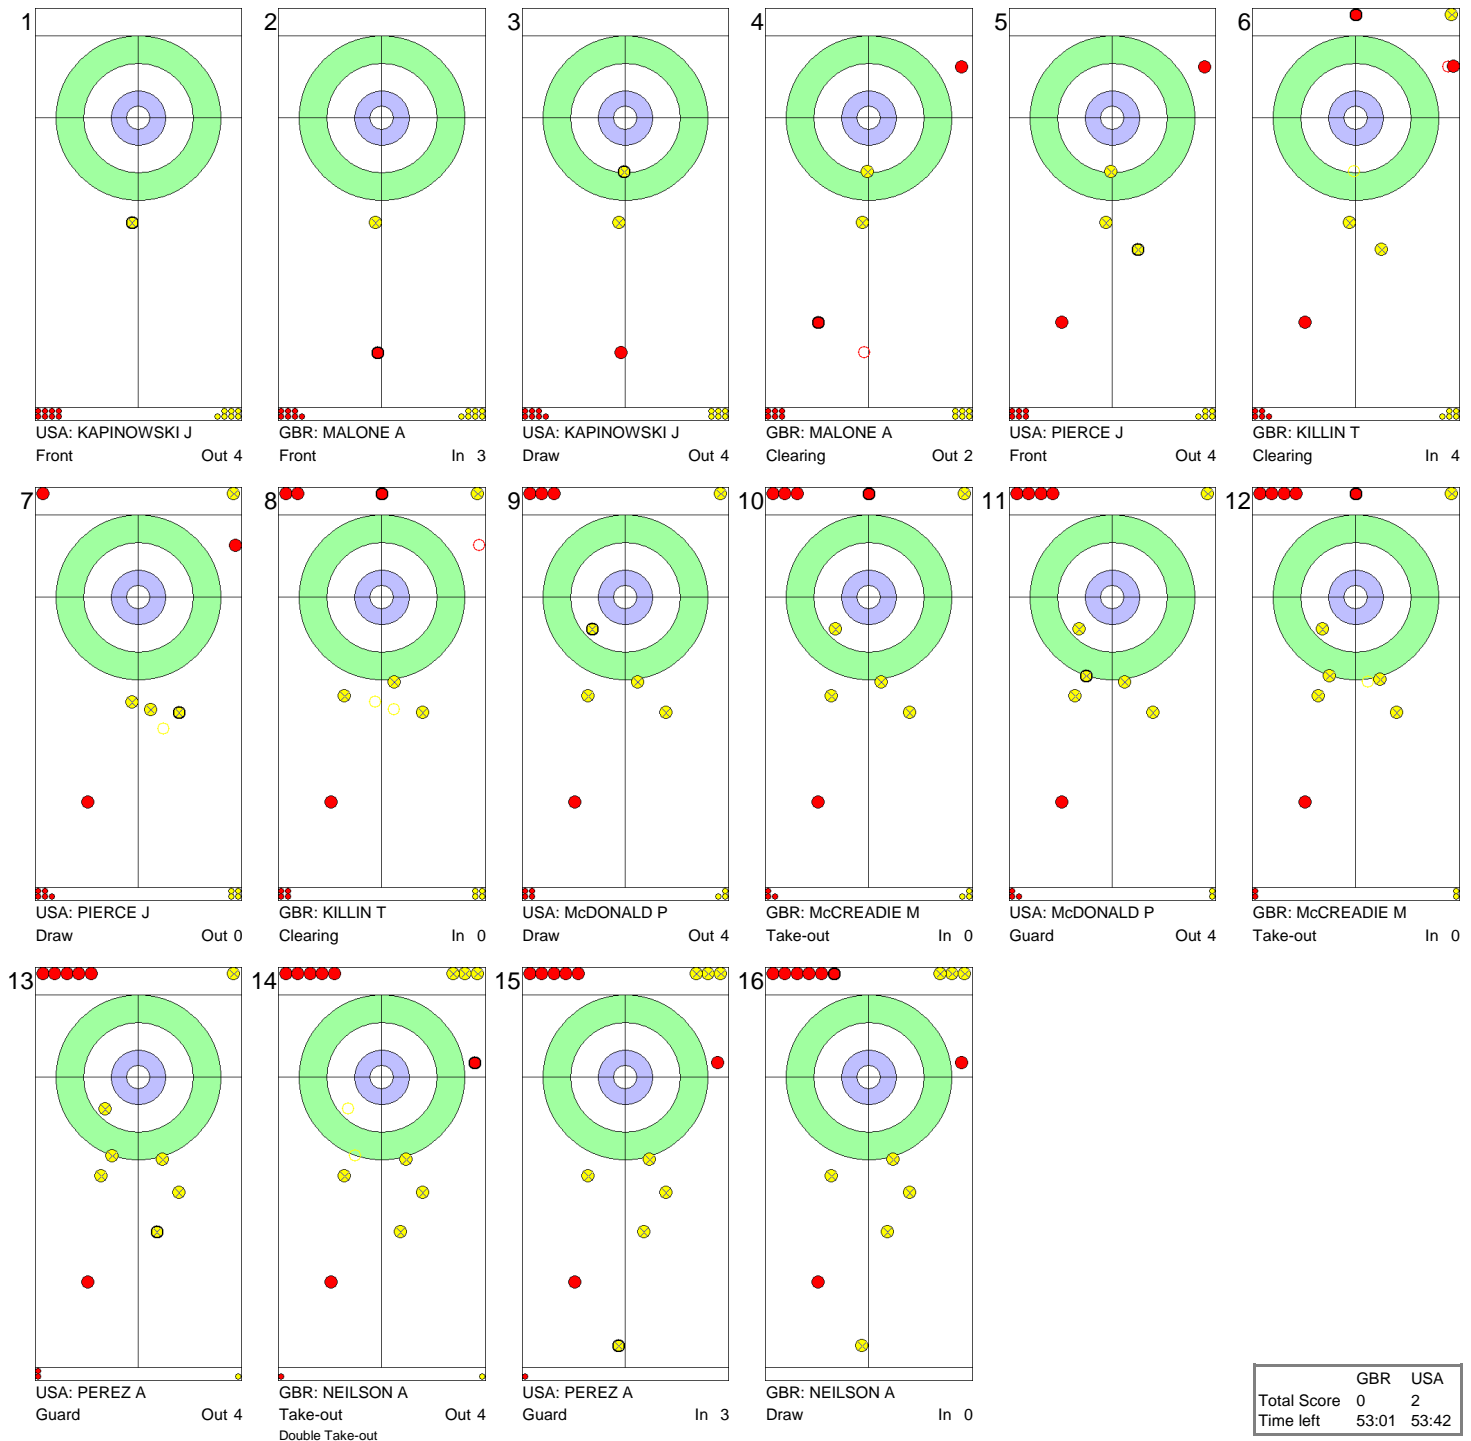 1
USA: KAPINOWSKI J
Front Out 4
2
GBR: MALONE A
Front In 3
3
USA: KAPINOWSKI J
Draw Out 4
4
GBR: MALONE A
Clearing Out 2
5
USA: PIERCE J
Front Out 4
6
GBR: KILLIN T
Clearing In 4
7
USA: PIERCE J
Draw Out 0
8
GBR: KILLIN T
Clearing In 0
9
USA: McDONALD P
Draw Out 4
10
GBR: McCREADIE M
Take-out In 0
11
USA: McDONALD P
Guard Out 4
12
GBR: McCREADIE M
Take-out In 0
13
USA: PEREZ A
Guard Out 4
14
GBR: NEILSON A
Take-out Out 4
Double Take-out
15
USA: PEREZ A
Guard In 3
16
GBR: NEILSON A
Draw In 0
GBR USA
Total Score 0 2
Time left 53:01 53:42